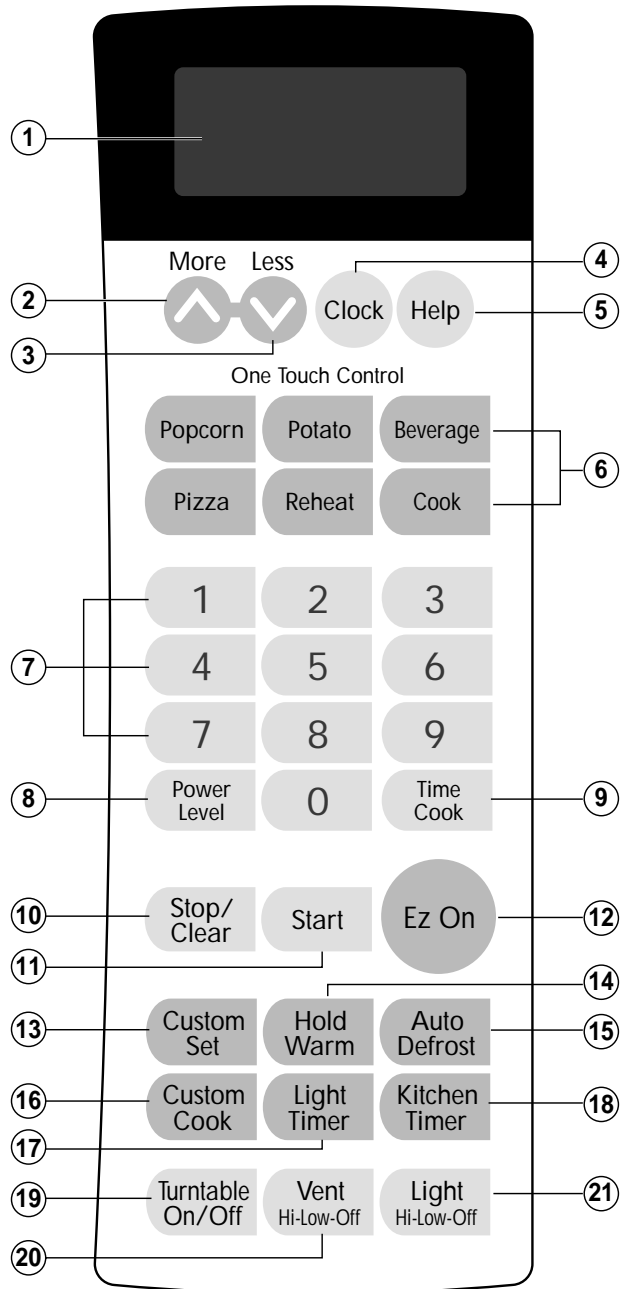 1
More Less
4
2
Clock Help
5
3
One Touch Control
Popcorn Potato Beverage
6
Pizza Reheat Cook
1 2 3
7
4 5 6
7 8 9
8
Power
Level
0
Time
Cook
9
10
Stop/
Clear
Start
Ez On
12
11
14
13
Custom
Set
Hold
Warm
Auto
Defrost
15
16
Custom
Cook
Light
Timer
Kitchen
Timer
18
17
19
Turntable
On/Off
Vent
Hi-Low-Off
Light
Hi-Low-Off
21
20